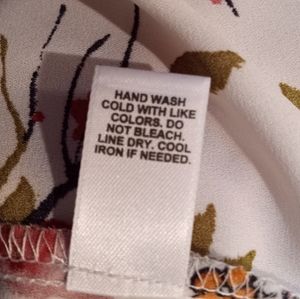 HAND WASH
COLD WITH LIKE
COLORS. DO
NOT BLEACH.
LINE DRY. COOL
IRON IF NEEDED.